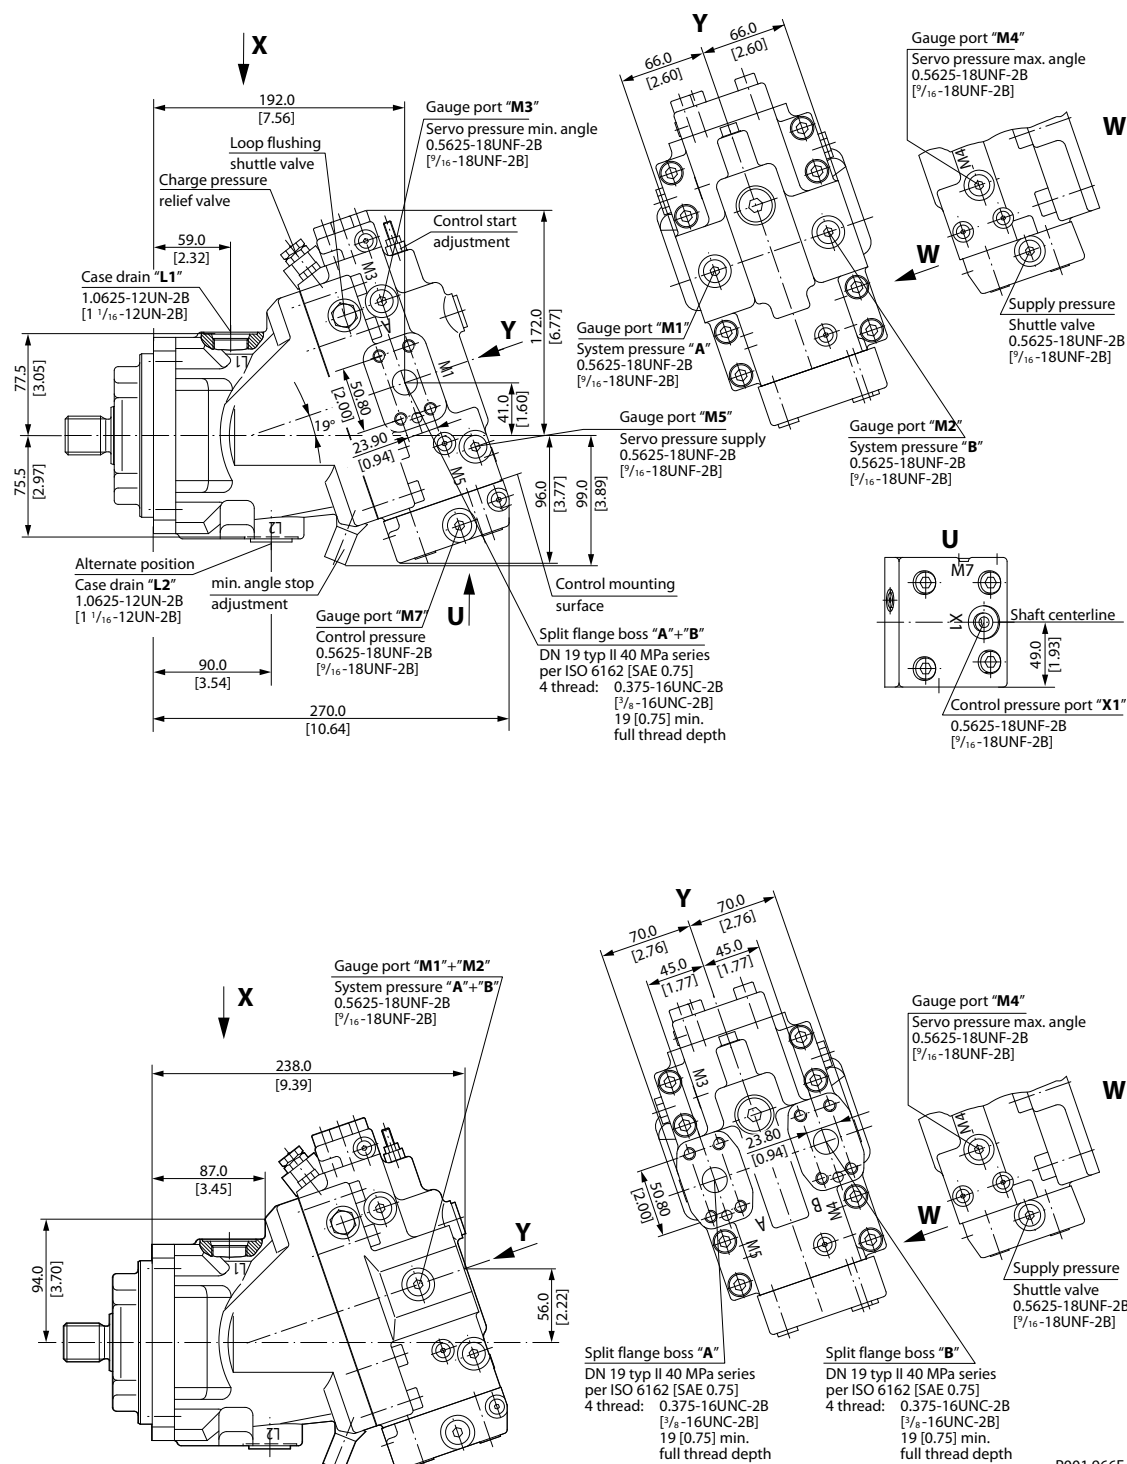 X
192.0
[7.56]
Loop flushing
shuttle valve
Charge pressure
relief valve
59.0
[2.32]
Case drain “L1”
1.0625-12UN-2B
[1 1/16-12UN-2B]
Gauge port “M3”
Servo pressure min. angle
0.5625-18UNF-2B
[9/16-18UNF-2B]
Control start
adjustment
M3
A
L1
M1
Y
172.0
[6.77]
77.5
[3.05]
75.5
[2.97]
50.80
[2.00]
41.0
[1.60]
19°
23.90
[0.94]
M5
L2
96.0
[3.77]
99.0
[3.89]
Gauge port “M5”
Servo pressure supply
0.5625-18UNF-2B
[9/16-18UNF-2B]
Alternate position
Case drain “L2”
1.0625-12UN-2B
[1 1/16-12UN-2B]
min. angle stop
adjustment
Gauge port “M7”
Control pressure
0.5625-18UNF-2B
[9/16-18UNF-2B]
U
Control mounting
surface
Split flange boss “A”+”B”
DN 19 typ II 40 MPa series
per ISO 6162 [SAE 0.75]
4 thread: 0.375-16UNC-2B
[3/8-16UNC-2B]
19 [0.75] min.
full thread depth
90.0
[3.54]
270.0
[10.64]
Y
66.0
[2.60]
66.0
[2.60]
W
Gauge port “M1”
System pressure “A”
0.5625-18UNF-2B
[9/16-18UNF-2B]
Gauge port “M2”
System pressure “B”
0.5625-18UNF-2B
[9/16-18UNF-2B]
Gauge port “M4”
Servo pressure max. angle
0.5625-18UNF-2B
[9/16-18UNF-2B]
W
M4
Supply pressure
Shuttle valve
0.5625-18UNF-2B
[9/16-18UNF-2B]
U
M7
X1
Shaft centerline
49.0
[1.93]
Control pressure port “X1”
0.5625-18UNF-2B
[9/16-18UNF-2B]
X
Gauge port “M1”+”M2”
System pressure “A”+”B”
0.5625-18UNF-2B
[9/16-18UNF-2B]
238.0
[9.39]
87.0
[3.45]
94.0
[3.70]
L1
Y
56.0
[2.22]
L2
Y
70.0
[2.76]
70.0
[2.76]
45.0
[1.77]
45.0
[1.77]
M3
23.80
[0.94]
50.80
[2.00]
A
B
M4
M5
W
Split flange boss “A”
DN 19 typ II 40 MPa series
per ISO 6162 [SAE 0.75]
4 thread: 0.375-16UNC-2B
[3/8-16UNC-2B]
19 [0.75] min.
full thread depth
Split flange boss “B”
DN 19 typ II 40 MPa series
per ISO 6162 [SAE 0.75]
4 thread: 0.375-16UNC-2B
[3/8-16UNC-2B]
19 [0.75] min.
full thread depth
Gauge port “M4”
Servo pressure max. angle
0.5625-18UNF-2B
[9/16-18UNF-2B]
W
M4
Supply pressure
Shuttle valve
0.5625-18UNF-2B
[9/16-18UNF-2B]